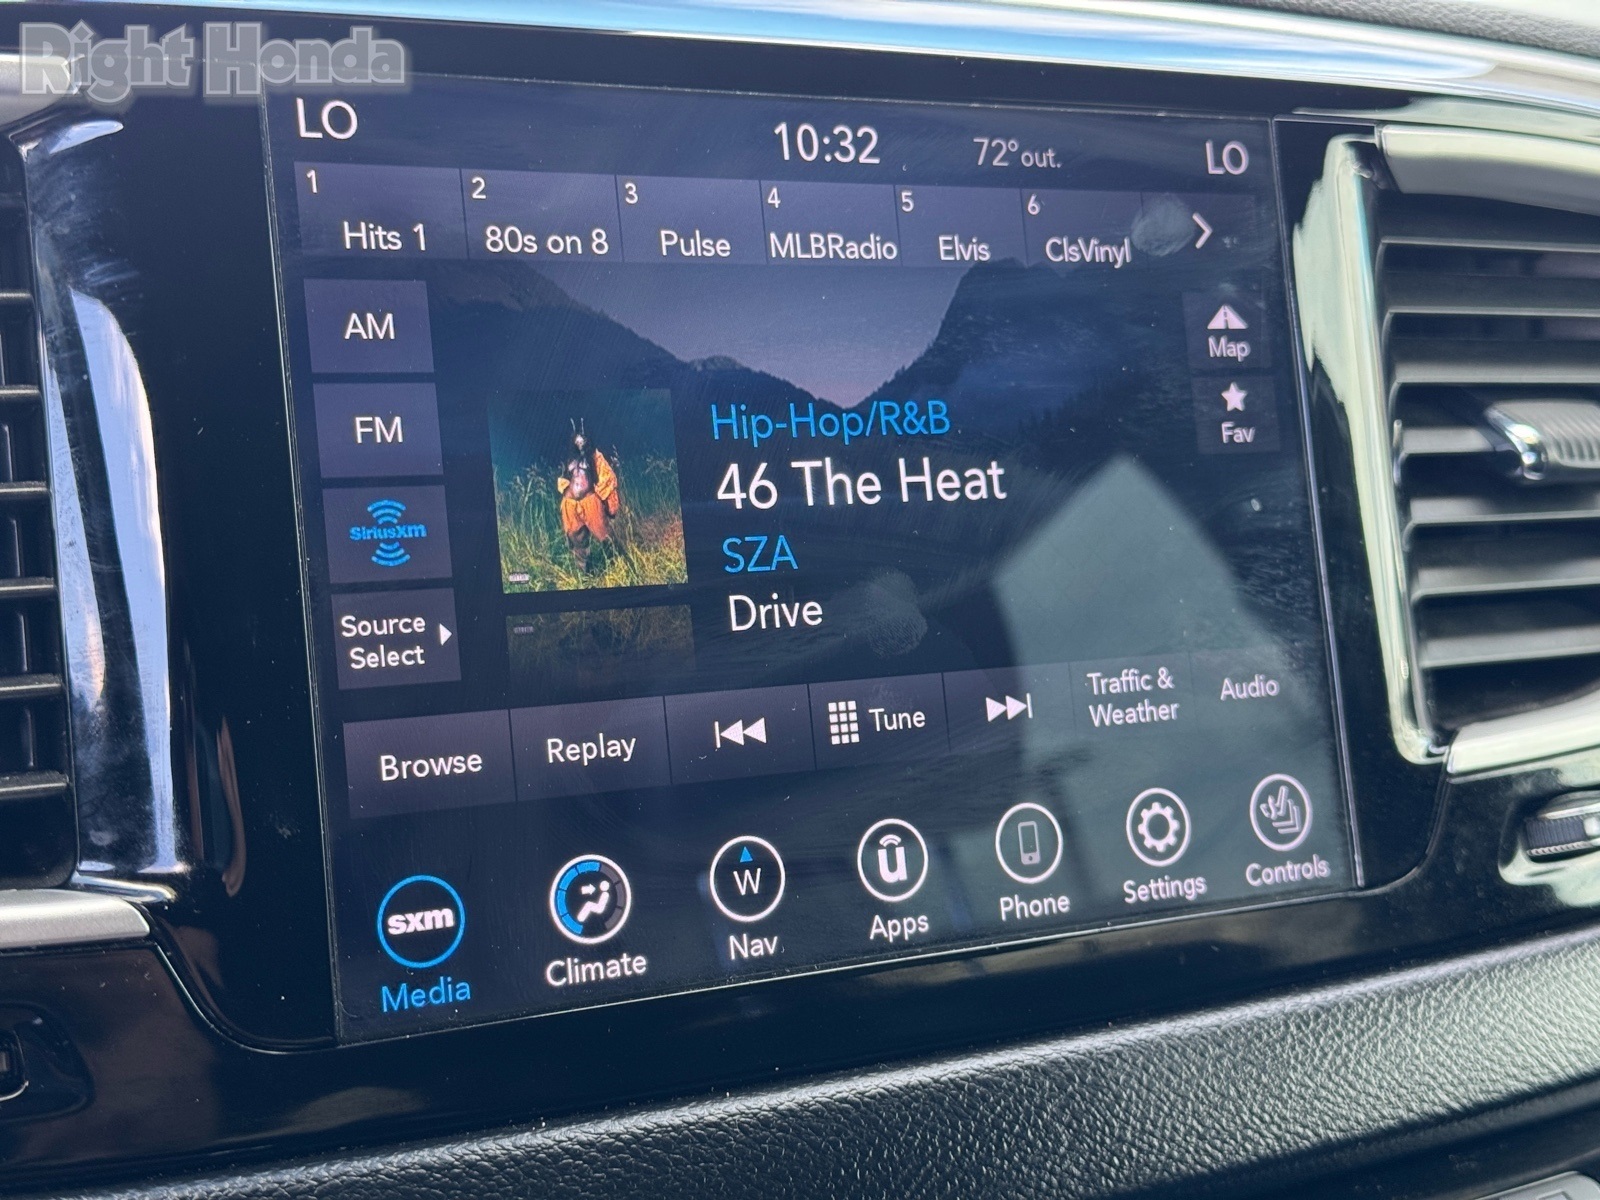 Right Honda
LO
10:32
72° out.
LO
1
Hits 1
2
80s on 8
3
Pulse
4
MLBRadio
5
Elvis
6
ClsVinyl
AM
FM
SiriusXm
Source
Select
Map
Fav
Hip-Hop/R&B
46 The Heat
SZA
Drive
Browse
Replay
Tune
Traffic &
Weather
Audio
sxm
Media
Climate
W
Nav
u
Apps
Phone
Settings
Controls